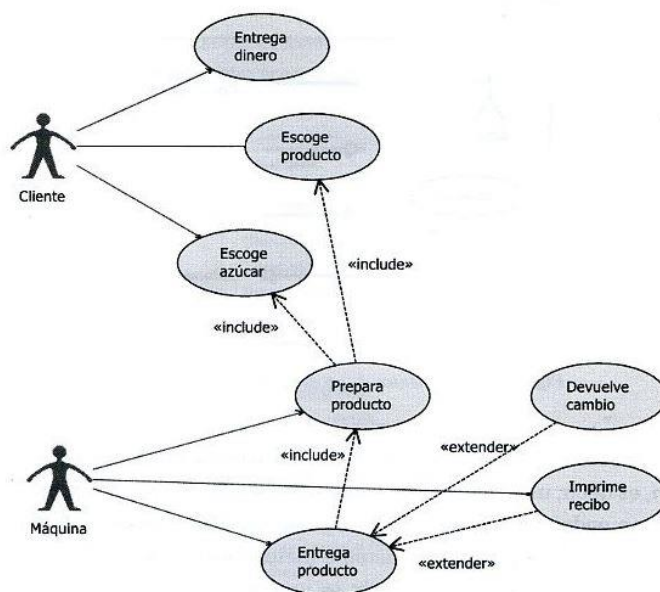 Entrega
dinero
Escoge
producto
Cliente
Escoge
azúcar
«include»
«include»
Prepara
producto
Devuelve
cambio
«extender»
«include»
Imprime
recibo
Máquina
Entrega
producto
«extender»